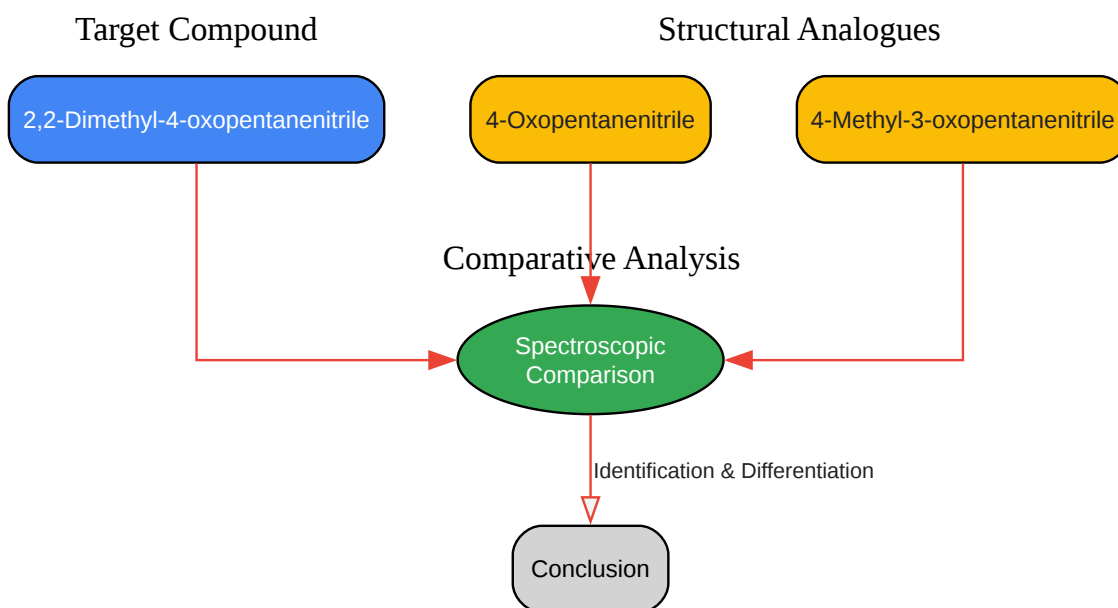 Target Compound
Structural Analogues
2,2-Dimethyl-4-oxopentanenitrile
4-Oxopentanenitrile
4-Methyl-3-oxopentanenitrile
Comparative Analysis
Spectroscopic
Comparison
Identification & Differentiation
Conclusion